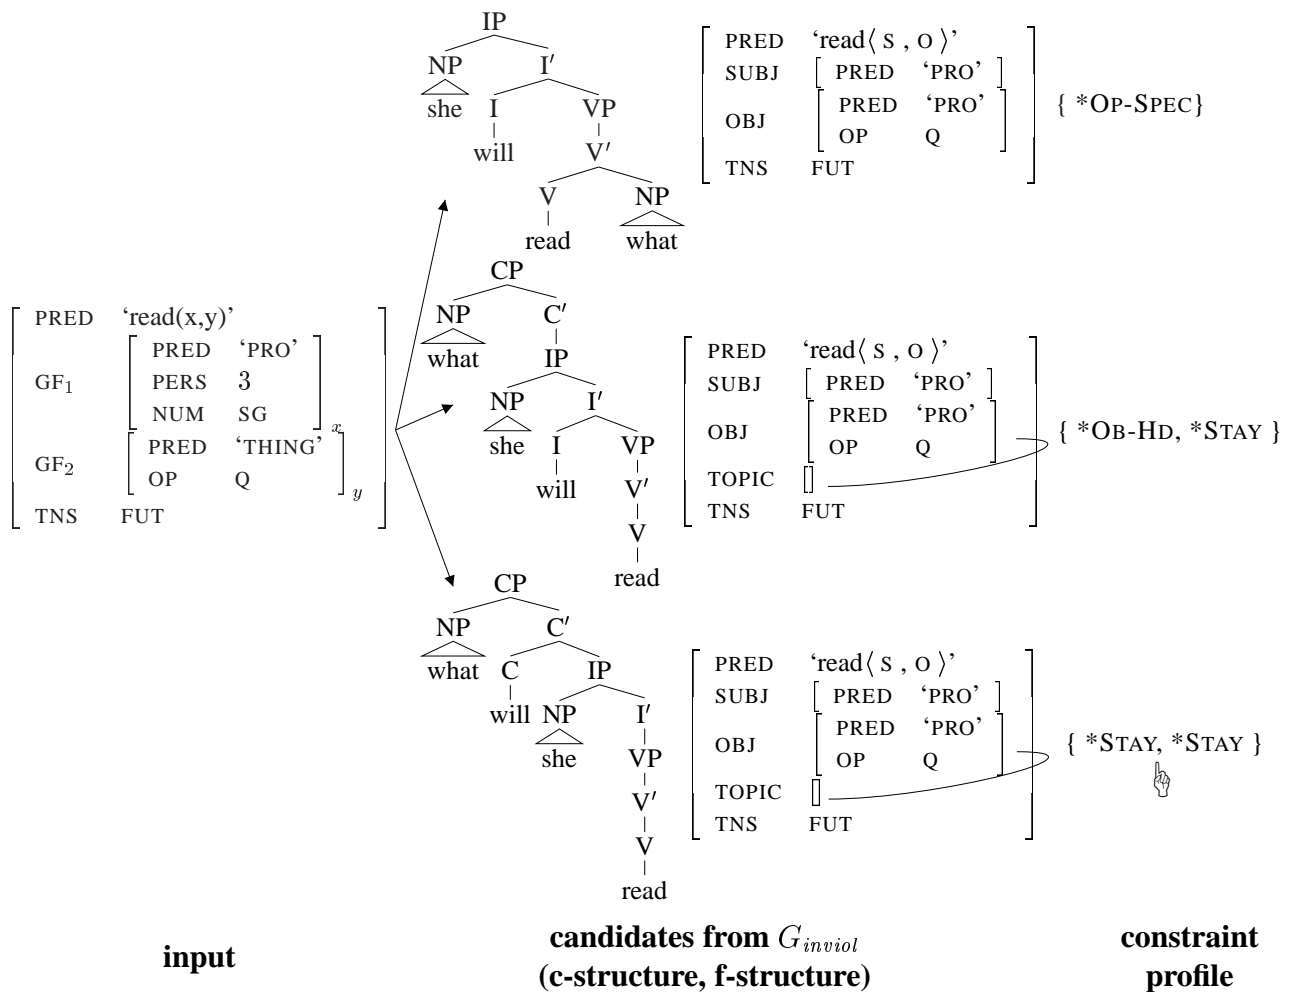 IP
NP I′
she I VP
will V′
V NP
read what
PRED ‘read⟨ S , O ⟩’
SUBJ [ PRED ‘PRO’ ]
OBJ [ PRED ‘PRO’
OP Q ]
TNS FUT
{ *OP-SPEC}
PRED ‘read(x,y)’
GF1 [ PRED ‘PRO’
PERS 3
NUM SG ] x
GF2 [ PRED ‘THING’
OP Q ] y
TNS FUT
CP
NP C′
what IP
NP I′
she I VP
will V′
V
read
PRED ‘read⟨ S , O ⟩’
SUBJ [ PRED ‘PRO’ ]
OBJ [ PRED ‘PRO’
OP Q ]
TOPIC []
TNS FUT
{ *OB-HD, *STAY }
CP
NP C′
what C IP
will NP I′
she VP
V′
V
read
PRED ‘read⟨ S , O ⟩’
SUBJ [ PRED ‘PRO’ ]
OBJ [ PRED ‘PRO’
OP Q ]
TOPIC []
TNS FUT
{ *STAY, *STAY }
input
candidates from Ginviol
(c-structure, f-structure)
constraint
profile